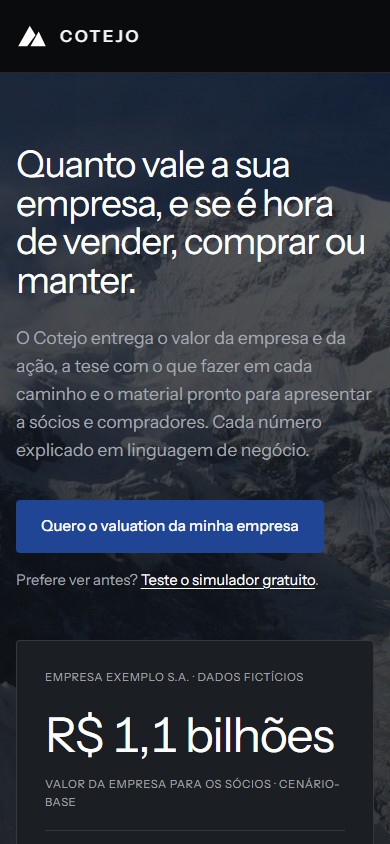 COTEJO
Quanto vale a sua
empresa, e se é hora
de vender, comprar ou
manter.
O Cotejo entrega o valor da empresa e da
ação, a tese com o que fazer em cada
caminho e o material pronto para apresentar
a sócios e compradores. Cada número
explicado em linguagem de negócio.
Quero o valuation da minha empresa
Prefere ver antes? Teste o simulador gratuito.
EMPRESA EXEMPLO S.A. · DADOS FICTÍCIOS
R$ 1,1 bilhões
VALOR DA EMPRESA PARA OS SÓCIOS · CENÁRIO-
BASE